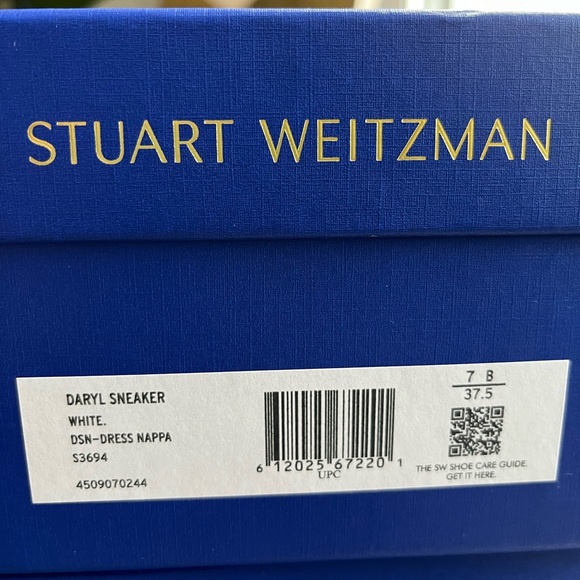 STUART WEITZMAN
DARYL SNEAKER
WHITE.
DSN-DRESS NAPPA
S3694
4509070244
6 12025 67220 1
UPC
7 B
37.5
THE SW SHOE CARE GUIDE.
GET IT HERE.